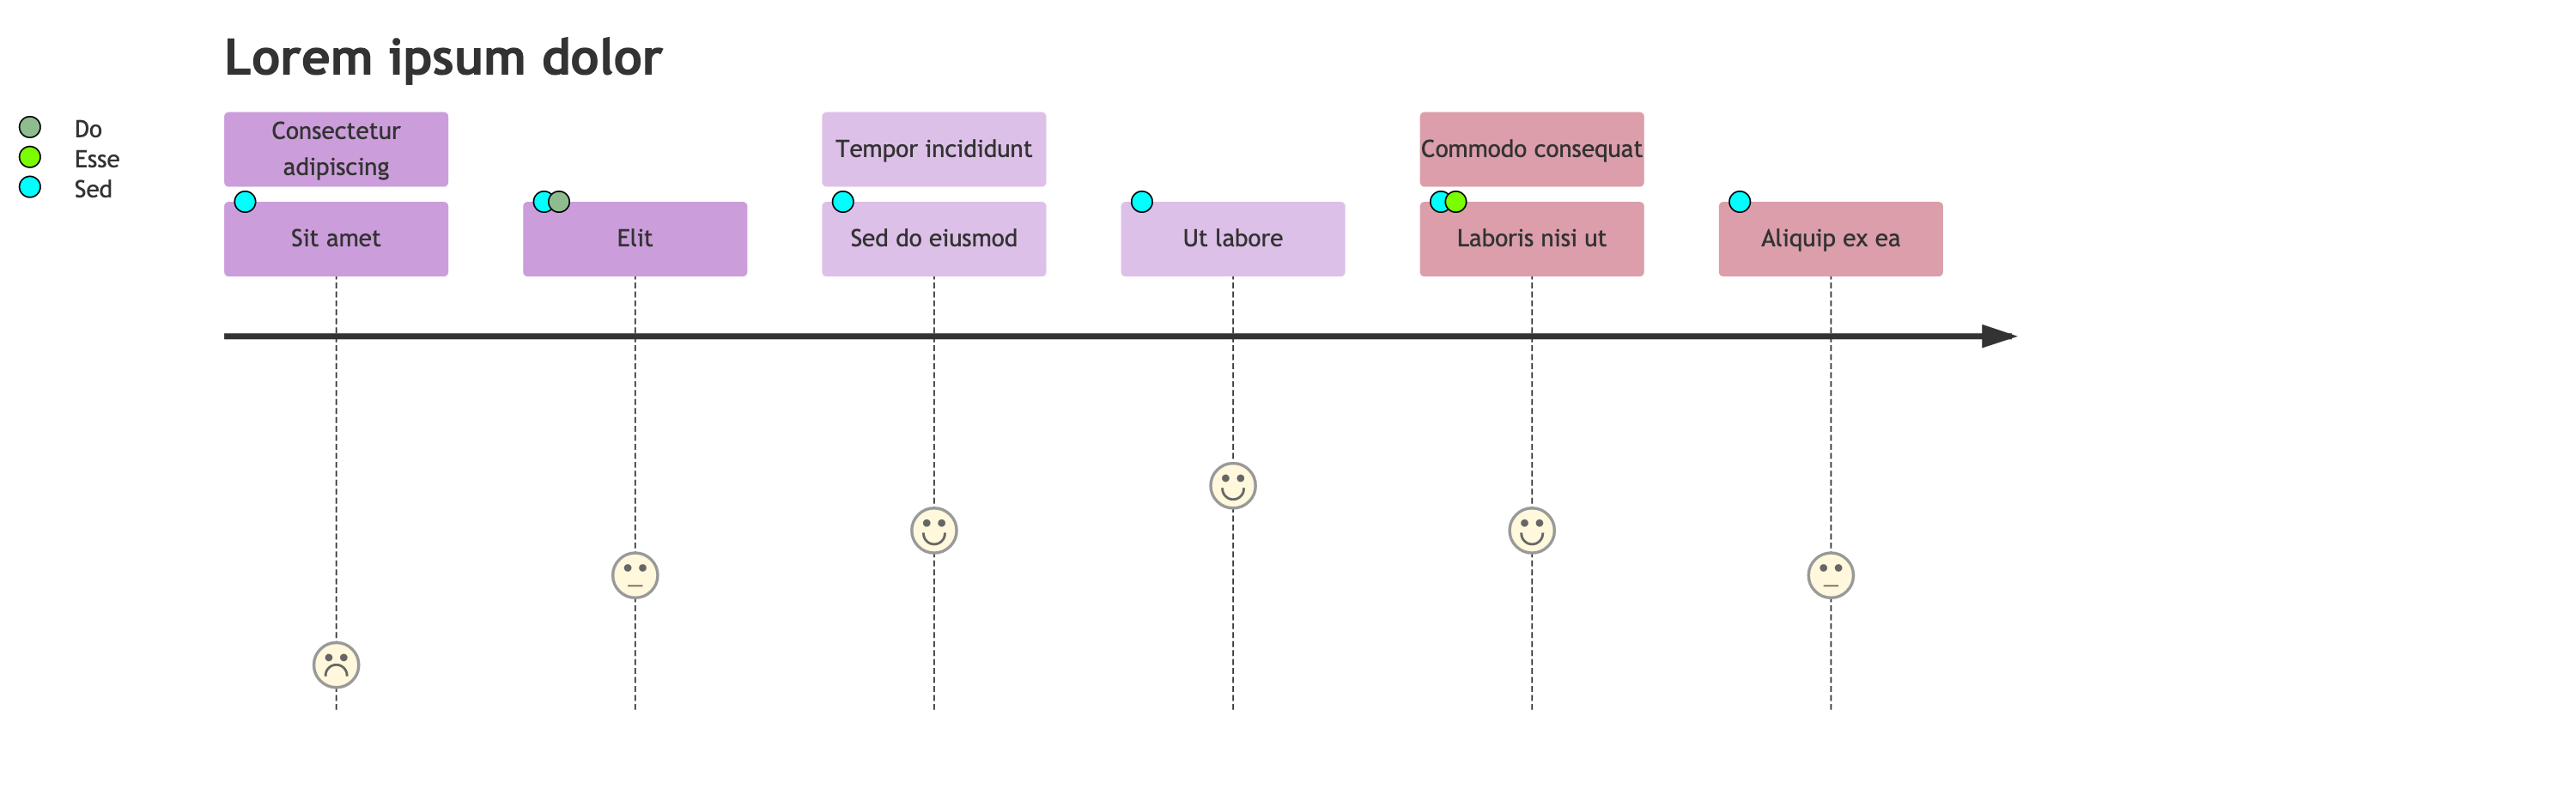 Lorem ipsum dolor
Do
Esse
Sed
Consectetur
adipiscing
Tempor incididunt
Commodo consequat
Sit amet
Elit
Sed do eiusmod
Ut labore
Laboris nisi ut
Aliquip ex ea